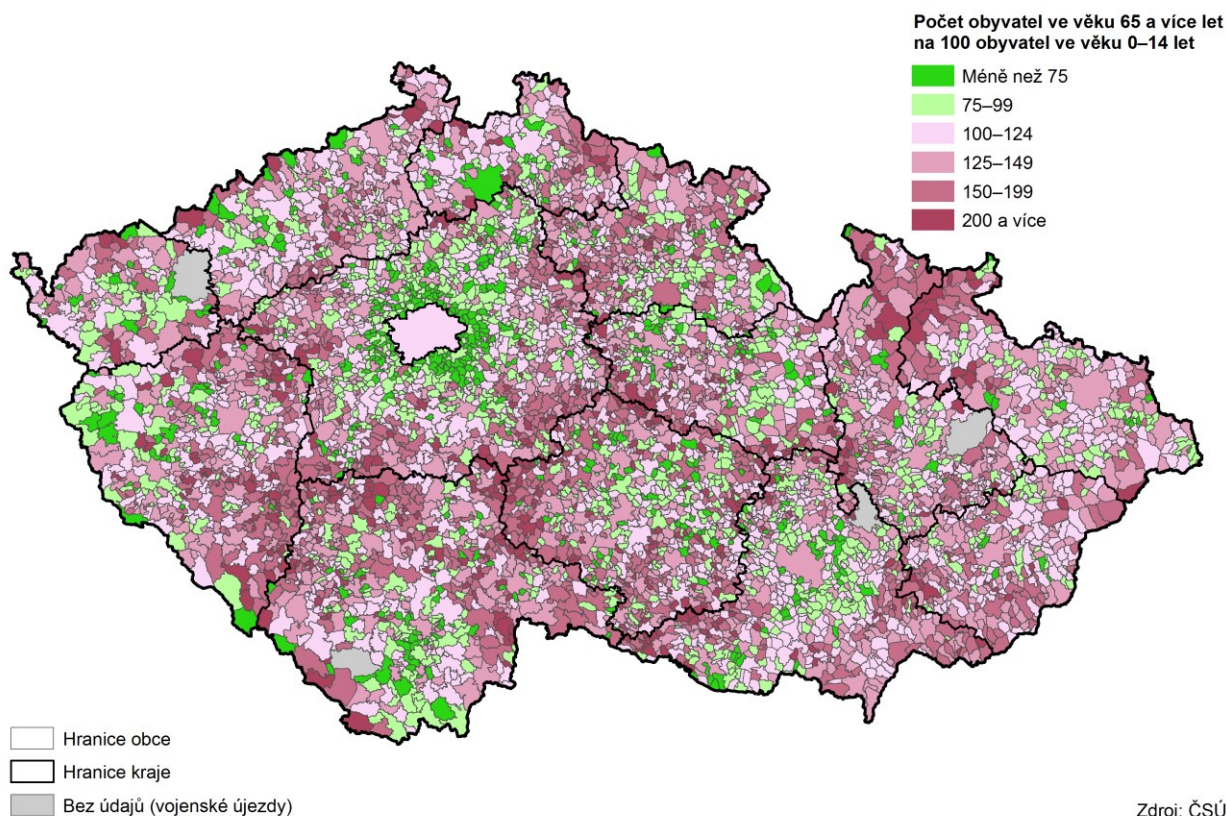 Počet obyvatel ve věku 65 a více let
na 100 obyvatel ve věku 0–14 let
Méně než 75
75–99
100–124
125–149
150–199
200 a více
Hranice obce
Hranice kraje
Bez údajů (vojenské újezdy)
Zdroj: ČSÚ